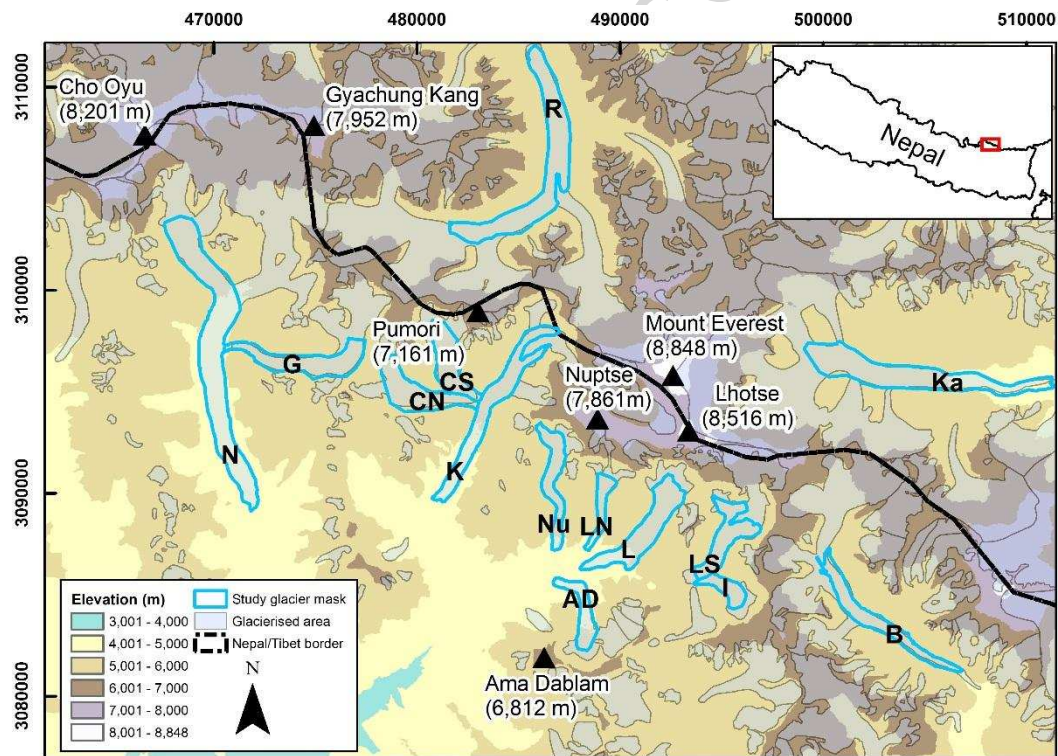 470000
480000
490000
500000
510000
3110000
3100000
3090000
3080000
Cho Oyu
(8,201 m)
Gyachung Kang
(7,952 m)
R
Nepal
Pumori
(7,161 m)
Mount Everest
(8,848 m)
Nuptse
(7,861m)
Lhotse
(8,516 m)
G
CS
CN
Ka
N
K
Nu
LN
L
LS
I
AD
B
Ama Dablam
(6,812 m)
Elevation (m)
3,001 - 4,000
4,001 - 5,000
5,001 - 6,000
6,001 - 7,000
7,001 - 8,000
8,001 - 8,848
Study glacier mask
Glacierised area
Nepal/Tibet border
N